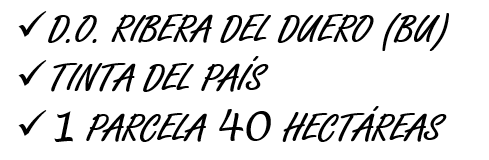 ✓ D.O. RIBERA DEL DUERO (BU)
✓ TINTA DEL PAÍS
✓ 1 PARCELA 40 HECTÁREAS